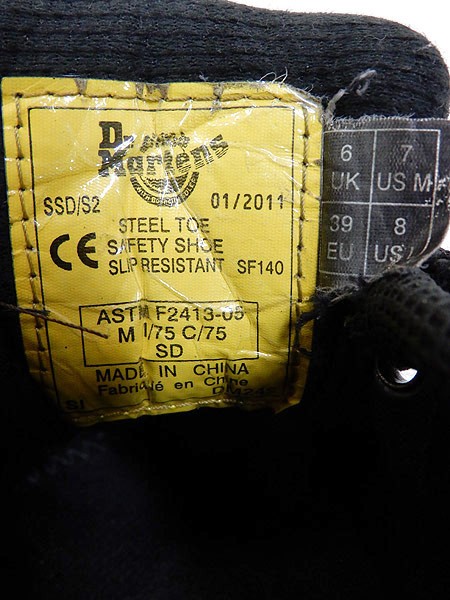 Dr. Martens
SSD/S2 01/2011
STEEL TOE
CE SAFETY SHOE
SLIP RESISTANT SF140
ASTM F2413-05
M I/75 C/75
SD
MADE IN CHINA
Fabriqué en Chine
SI
6 7
UK US M
39 8
EU US